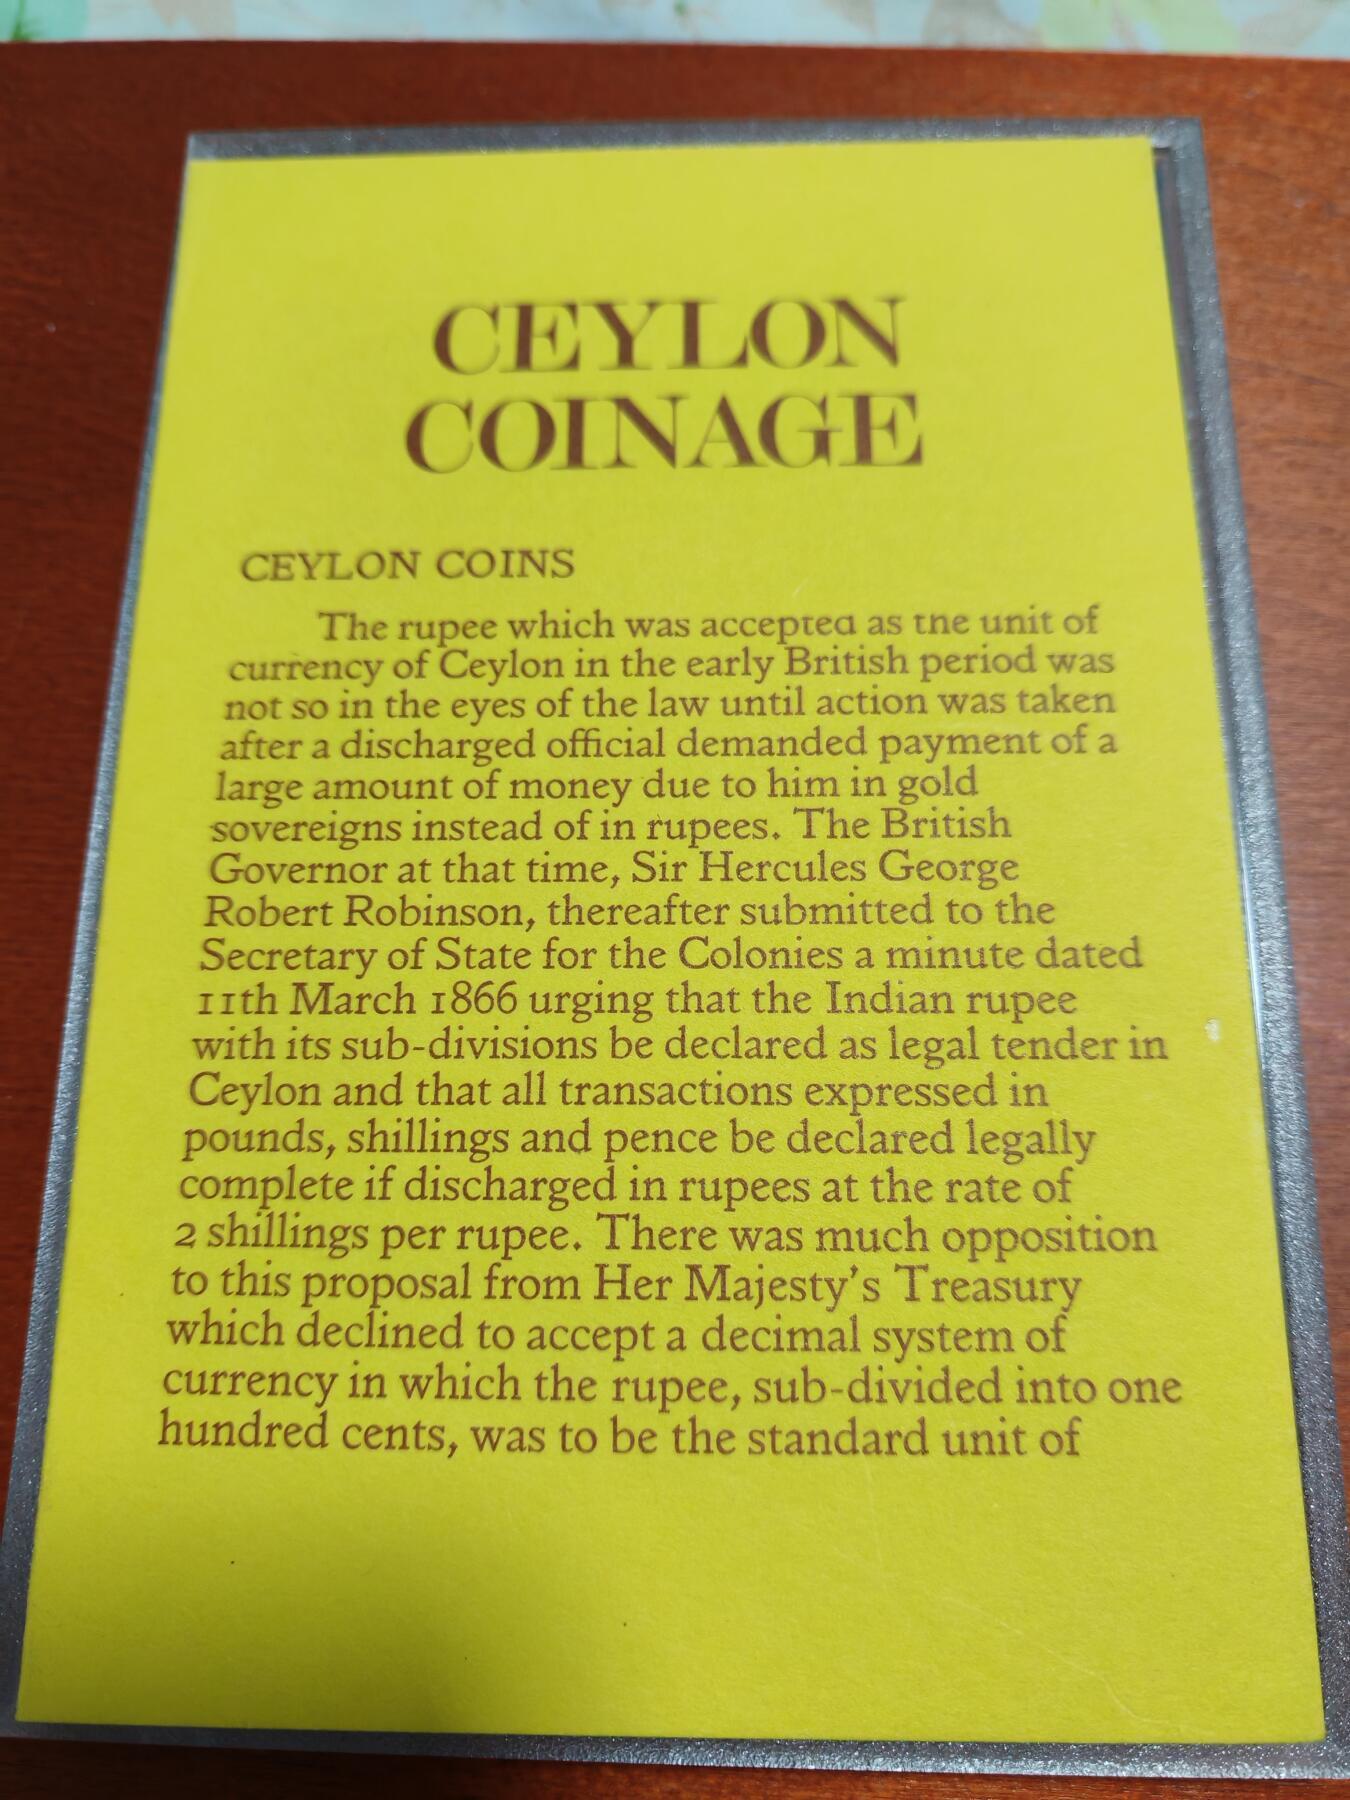 CEYLON
COINAGE
CEYLON COINS
The rupee which was accepted as the unit of
currency of Ceylon in the early British period was
not so in the eyes of the law until action was taken
after a discharged official demanded payment of a
large amount of money due to him in gold
sovereigns instead of in rupees. The British
Governor at that time, Sir Hercules George
Robert Robinson, thereafter submitted to the
Secretary of State for the Colonies a minute dated
11th March 1866 urging that the Indian rupee
with its sub-divisions be declared as legal tender in
Ceylon and that all transactions expressed in
pounds, shillings and pence be declared legally
complete if discharged in rupees at the rate of
2 shillings per rupee. There was much opposition
to this proposal from Her Majesty's Treasury
which declined to accept a decimal system of
currency in which the rupee, sub-divided into one
hundred cents, was to be the standard unit of